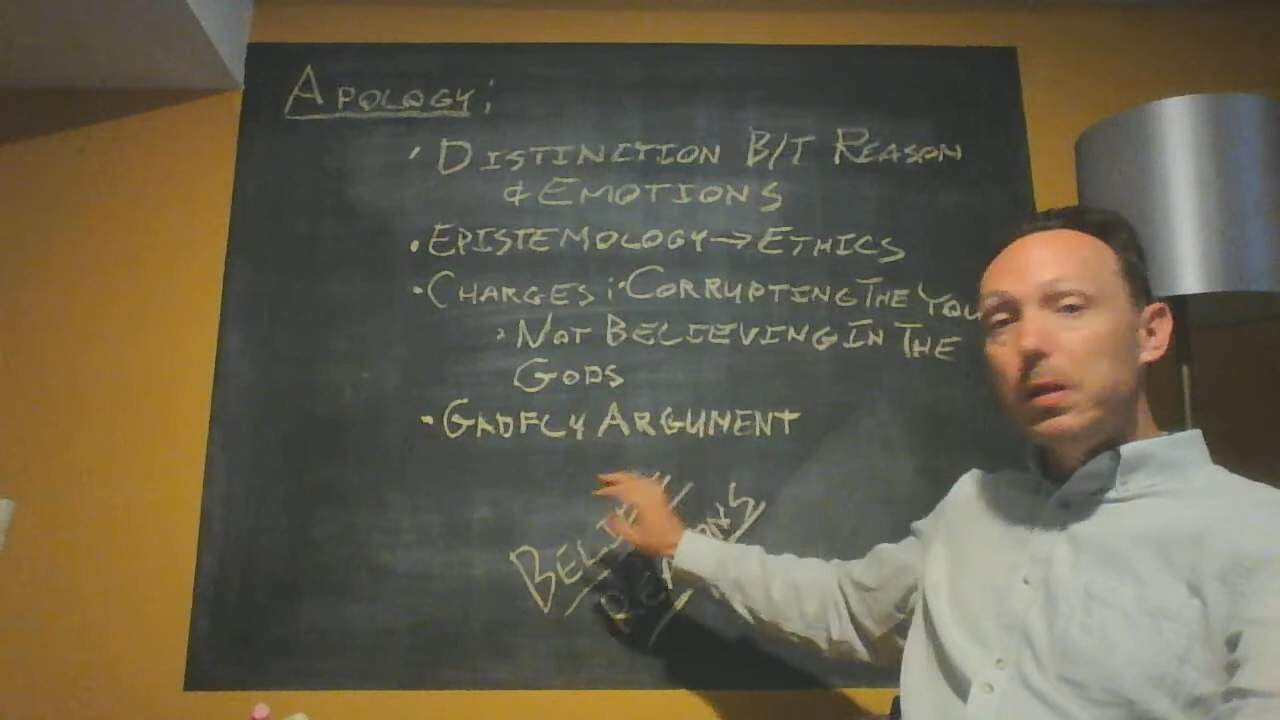 APOLOGY:
• DISTINCTION B/T REASON
& EMOTIONS
• EPISTEMOLOGY → ETHICS
• CHARGES: • CORRUPTING THE YOU
• NOT BELIEVING IN THE
GODS
• GADFLY ARGUMENT